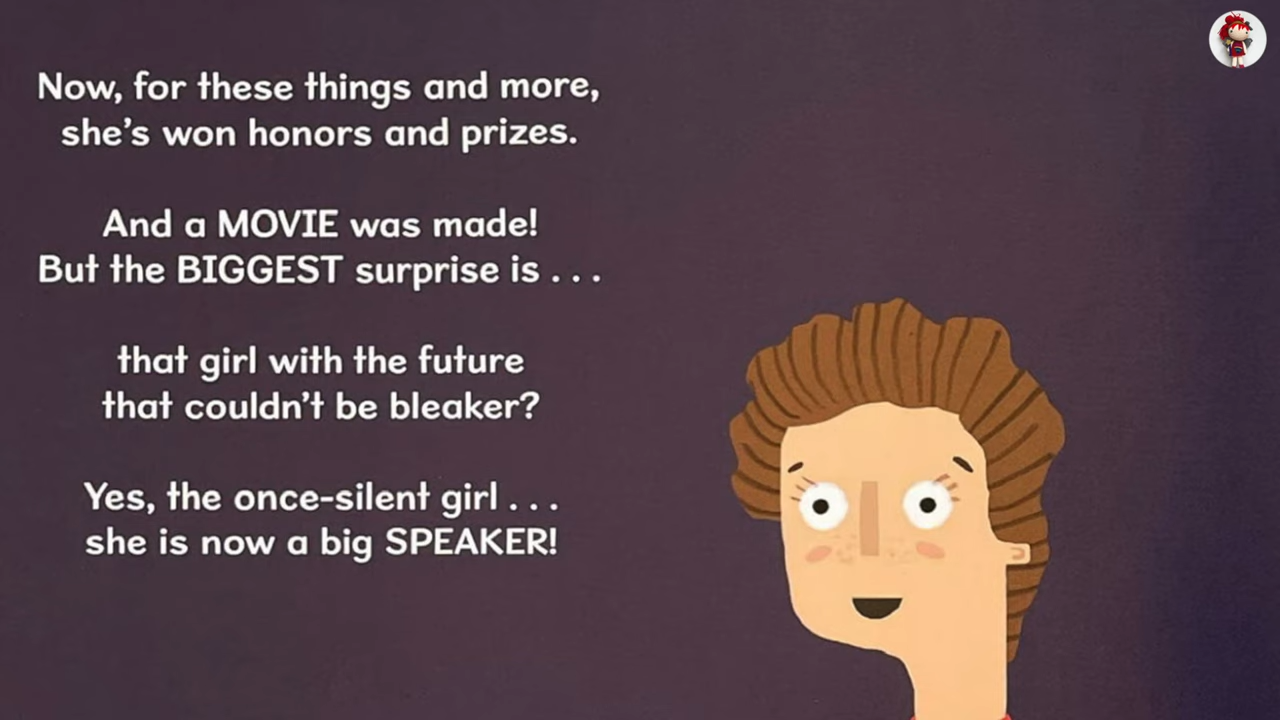 Now, for these things and more,
she's won honors and prizes.
And a MOVIE was made!
But the BIGGEST surprise is . . .
that girl with the future
that couldn't be bleaker?
Yes, the once-silent girl . . .
she is now a big SPEAKER!